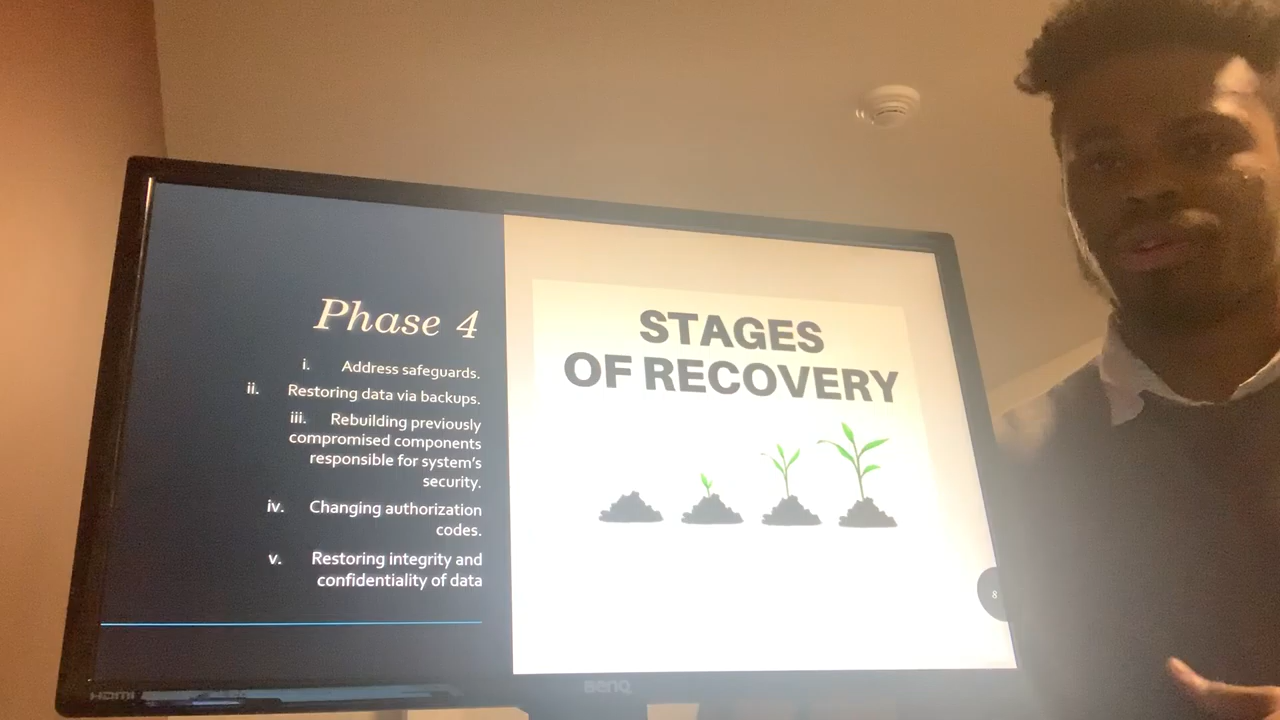 Phase 4
i. Address safeguards.
ii. Restoring data via backups.
iii. Rebuilding previously
compromised components
responsible for system's
security.
iv. Changing authorization
codes.
v. Restoring integrity and
confidentiality of data
STAGES
OF RECOVERY
8
HDMI
BenQ